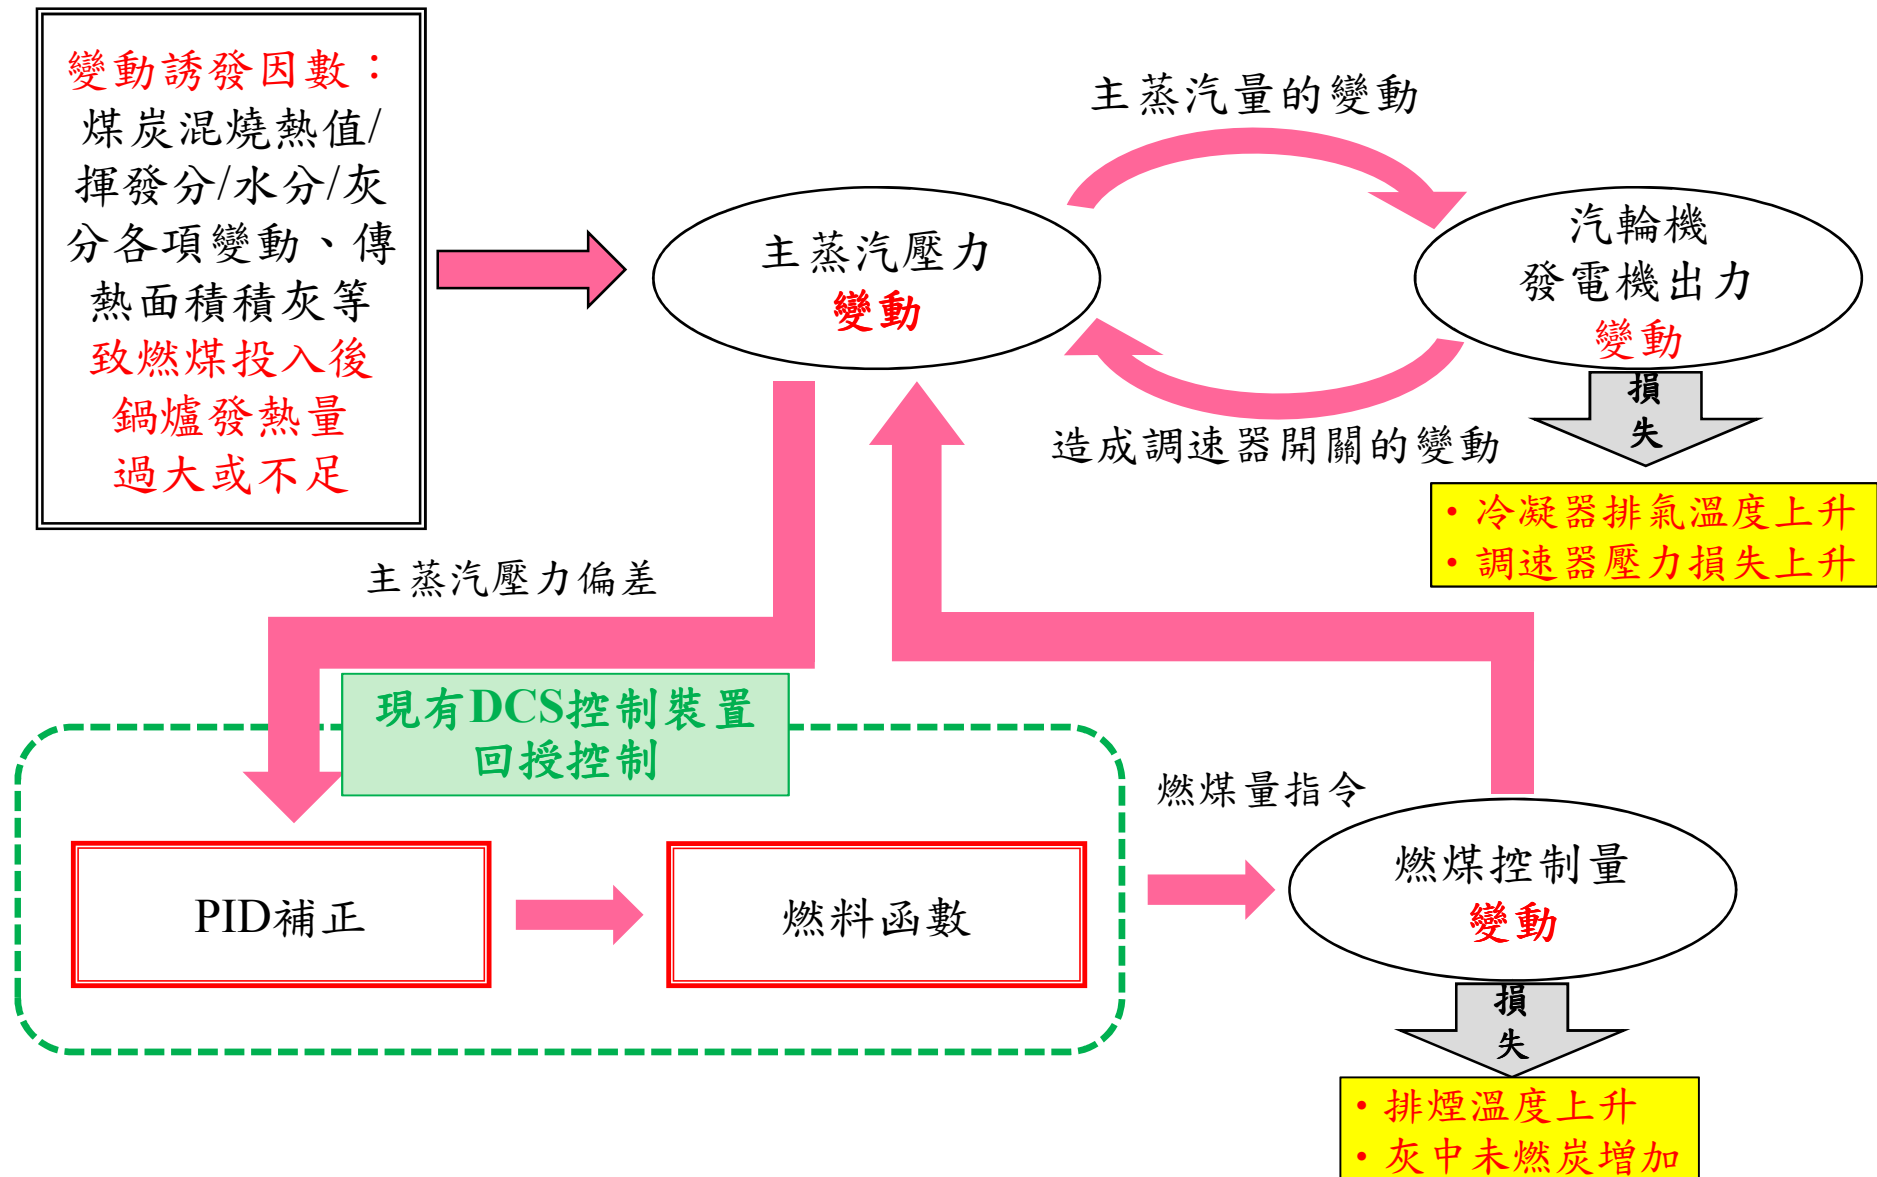 變動誘發因數：
煤炭混燒熱值/
揮發分/水分/灰
分各項變動、傳
熱面積積灰等
致燃煤投入後
鍋爐發熱量
過大或不足
主蒸汽量的變動
主蒸汽壓力
變動
汽輪機
發電機出力
變動
造成調速器開關的變動
損
失
•冷凝器排氣溫度上升
•調速器壓力損失上升
主蒸汽壓力偏差
現有DCS控制裝置
回授控制
PID補正
燃料函數
燃煤量指令
燃煤控制量
變動
損
失
•排煙溫度上升
•灰中未燃炭增加